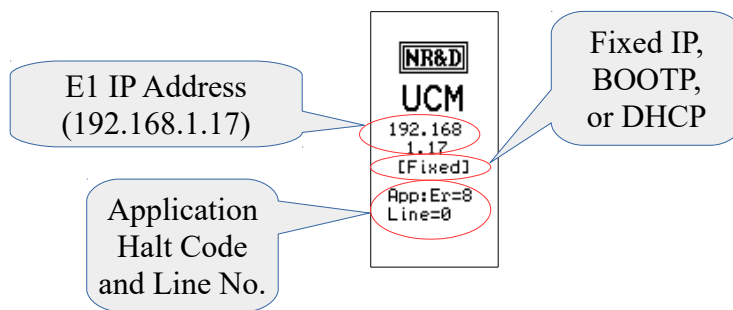 E1 IP Address
(192.168.1.17)
NR&D
UCM
192.168
1.17
[Fixed]
App:Er=8
Line=0
Fixed IP,
BOOTP,
or DHCP
Application
Halt Code
and Line No.